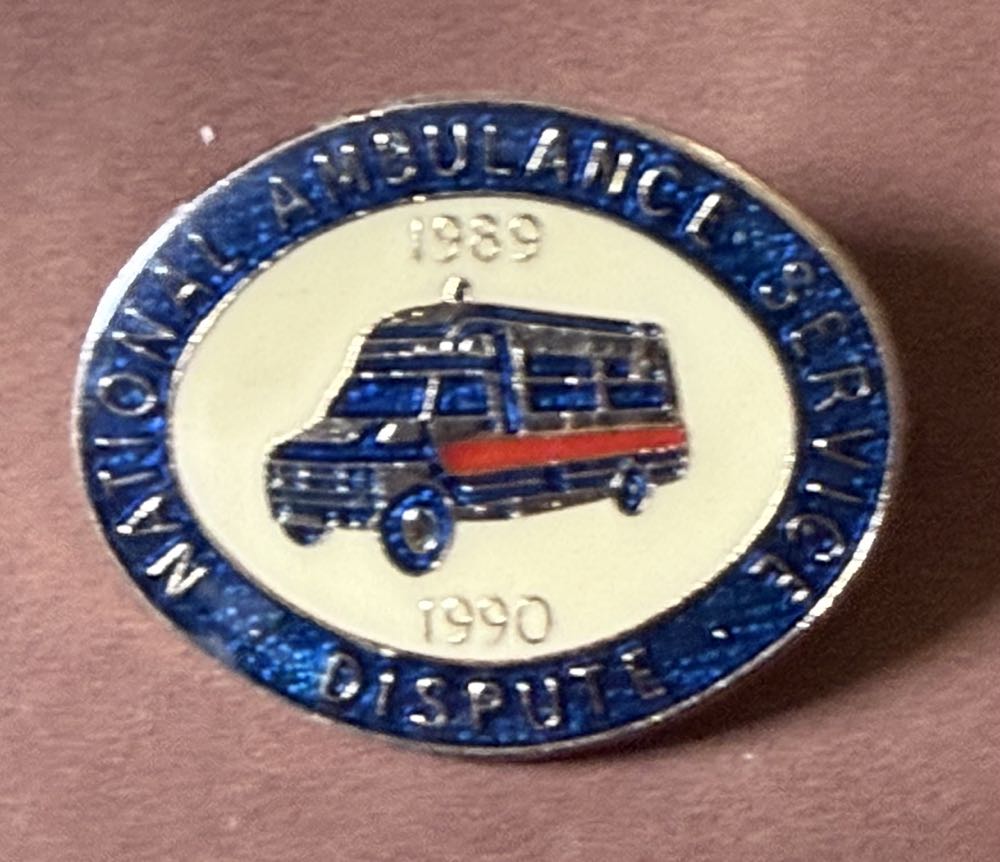 NATIONAL AMBULANCE SERVICE
1989
1990
DiSPUTE